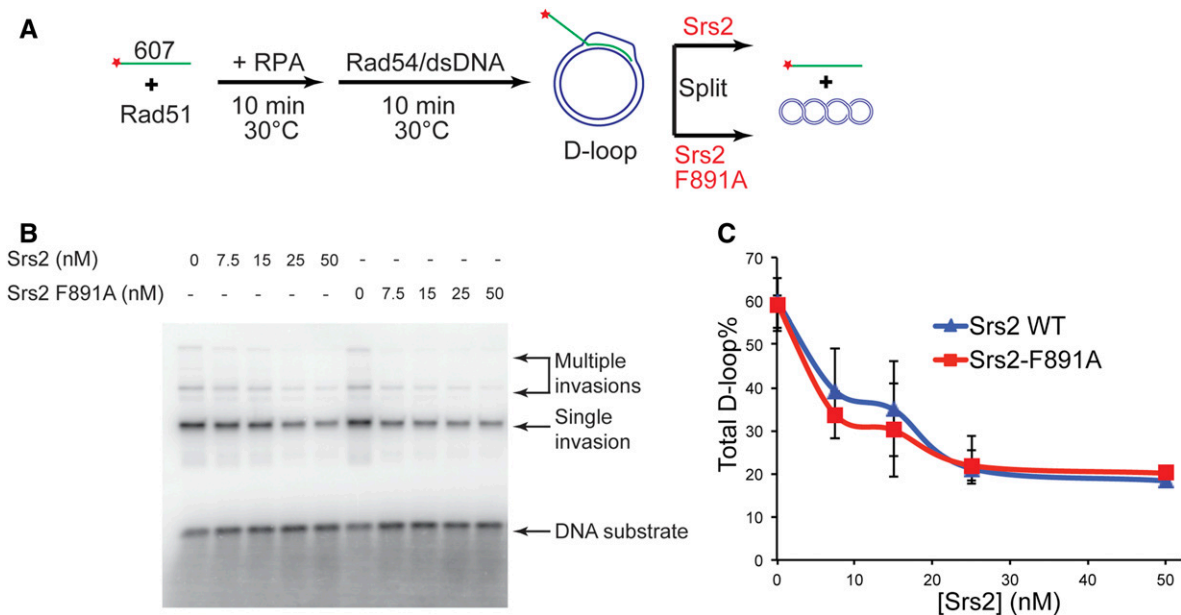 A
607
+
Rad51
+ RPA
10 min
30°C
Rad54/dsDNA
10 min
30°C
D-loop
Srs2
Split
Srs2
F891A
+
B
Srs2 (nM) 0 7.5 15 25 50 - - - - -
Srs2 F891A (nM) - - - - - 0 7.5 15 25 50
Multiple
invasions
Single
invasion
DNA substrate
C
Total D-loop%
70
60
50
40
30
20
10
0
Srs2 WT
Srs2-F891A
0 10 20 30 40 50
[Srs2] (nM)